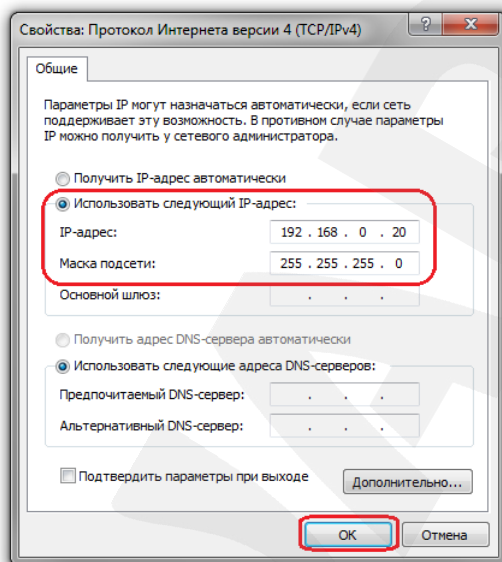 Свойства: Протокол Интернета версии 4 (TCP/IPv4)
Общие
Параметры IP могут назначаться автоматически, если сеть
поддерживает эту возможность. В противном случае параметры
IP можно получить у сетевого администратора.
Получить IP-адрес автоматически
Использовать следующий IP-адрес:
IP-адрес: 192 . 168 . 0 . 20
Маска подсети: 255 . 255 . 255 . 0
Основной шлюз: . . .
Получить адрес DNS-сервера автоматически
Использовать следующие адреса DNS-серверов:
Предпочитаемый DNS-сервер: . . .
Альтернативный DNS-сервер: . . .
Подтвердить параметры при выходе
Дополнительно...
ОК
Отмена